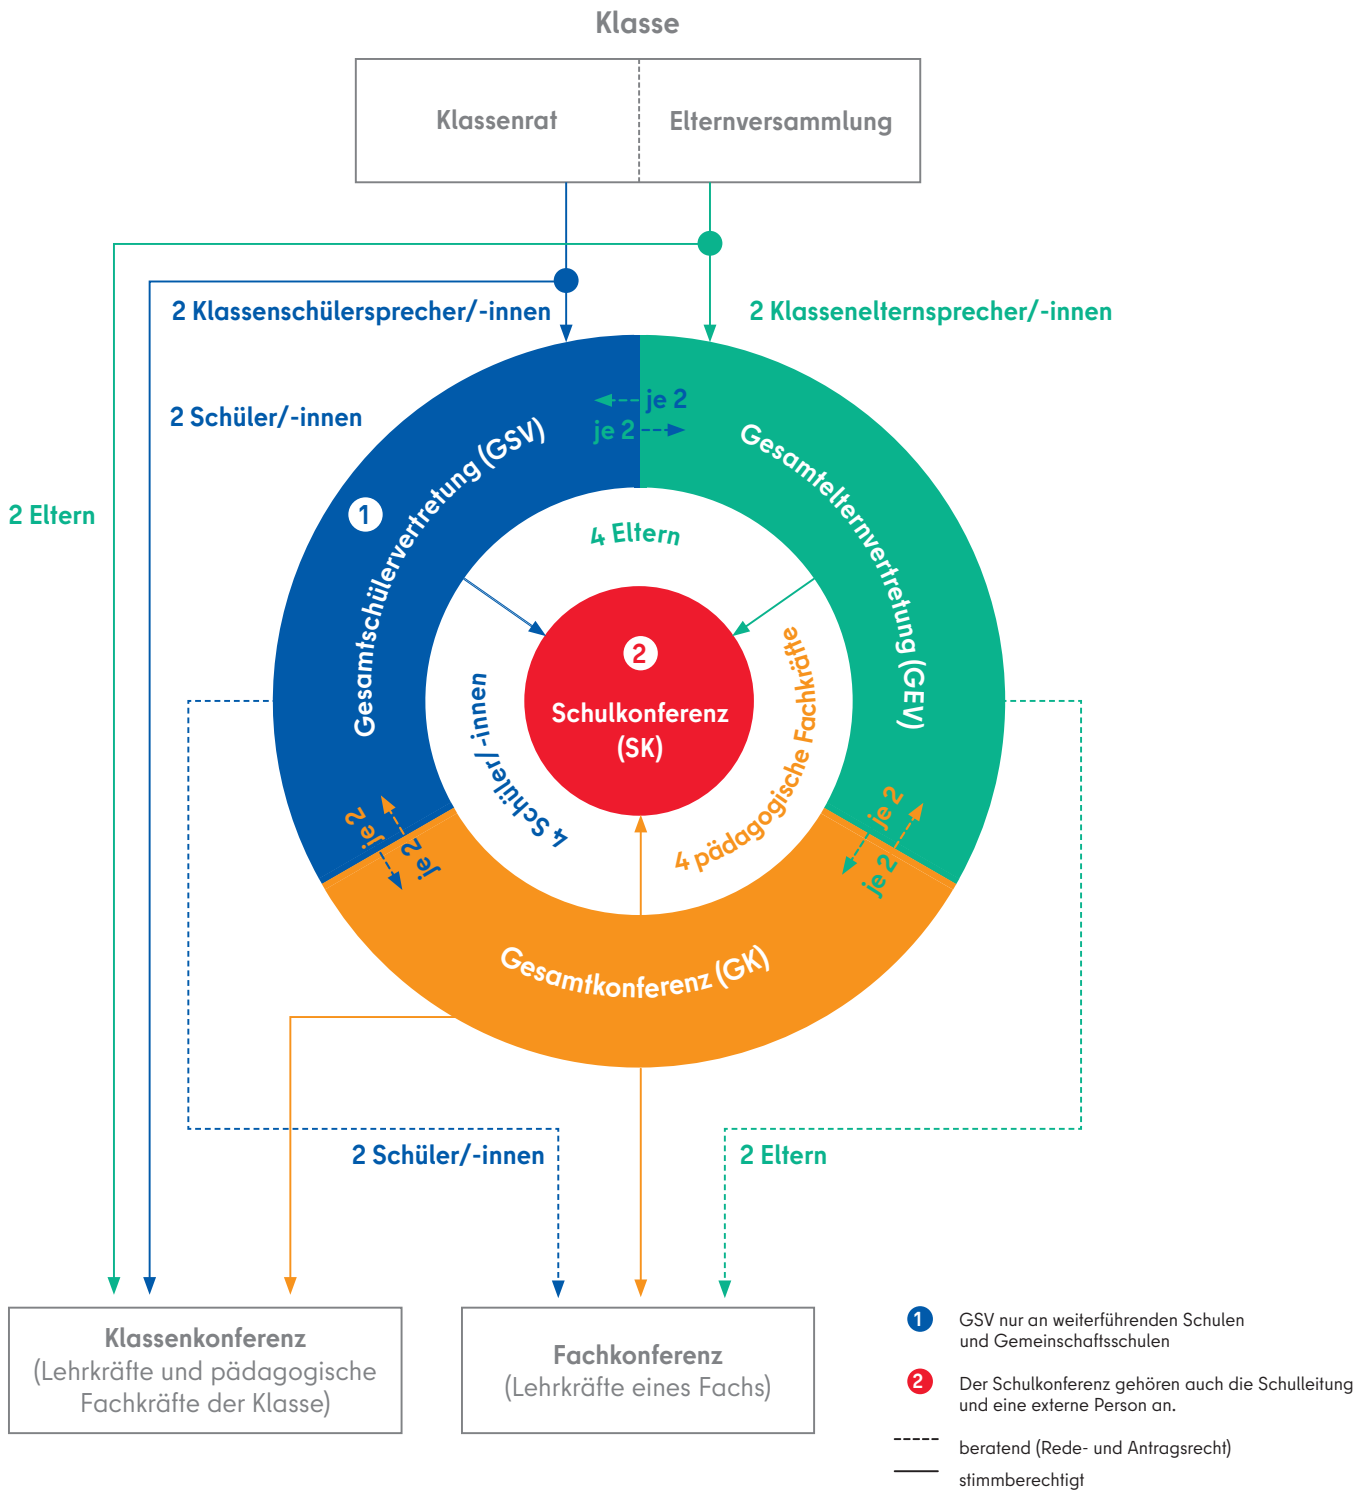 Klasse
Klassenrat
Elternversammlung
2 Klassenschülersprecher/-innen
2 Klassenelternsprecher/-innen
je 2
je 2
2 Schüler/-innen
2 Eltern
Gesamtschülervertretung (GSV)
1
Gesamtelternvertretung (GEV)
4 Eltern
2
Schulkonferenz
(SK)
4 Schüler/-innen
4 pädagogische Fachkräfte
je 2
je 2
je 2
je 2
Gesamtkonferenz (GK)
2 Schüler/-innen
2 Eltern
Klassenkonferenz
(Lehrkräfte und pädagogische
Fachkräfte der Klasse)
Fachkonferenz
(Lehrkräfte eines Fachs)
1 GSV nur an weiterführenden Schulen
und Gemeinschaftsschulen
2 Der Schulkonferenz gehören auch die Schulleitung
und eine externe Person an.
beratend (Rede- und Antragsrecht)
stimmberechtigt